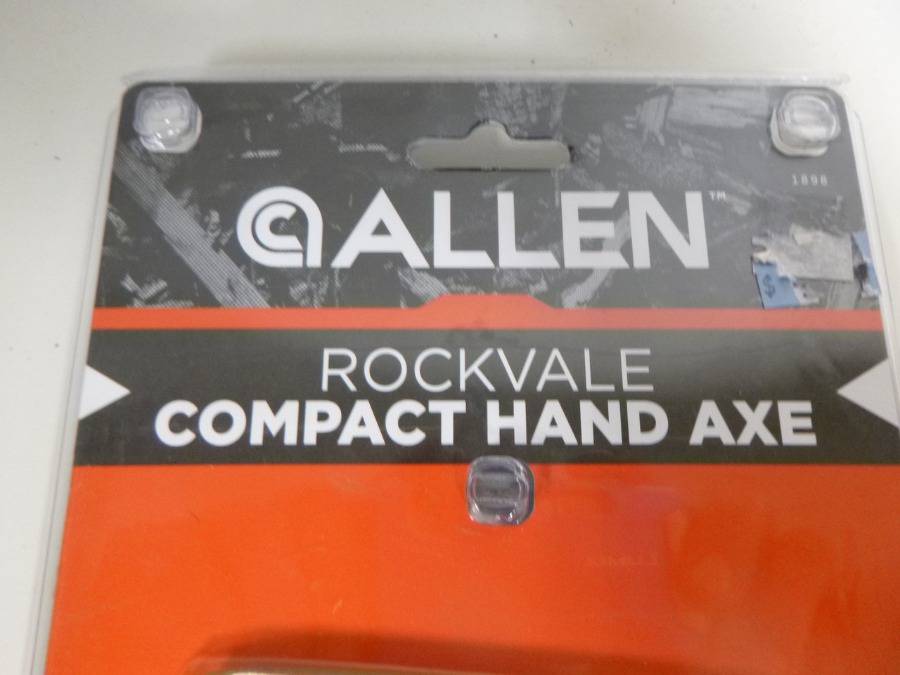 1898
ALLEN™
$
ROCKVALE
COMPACT HAND AXE